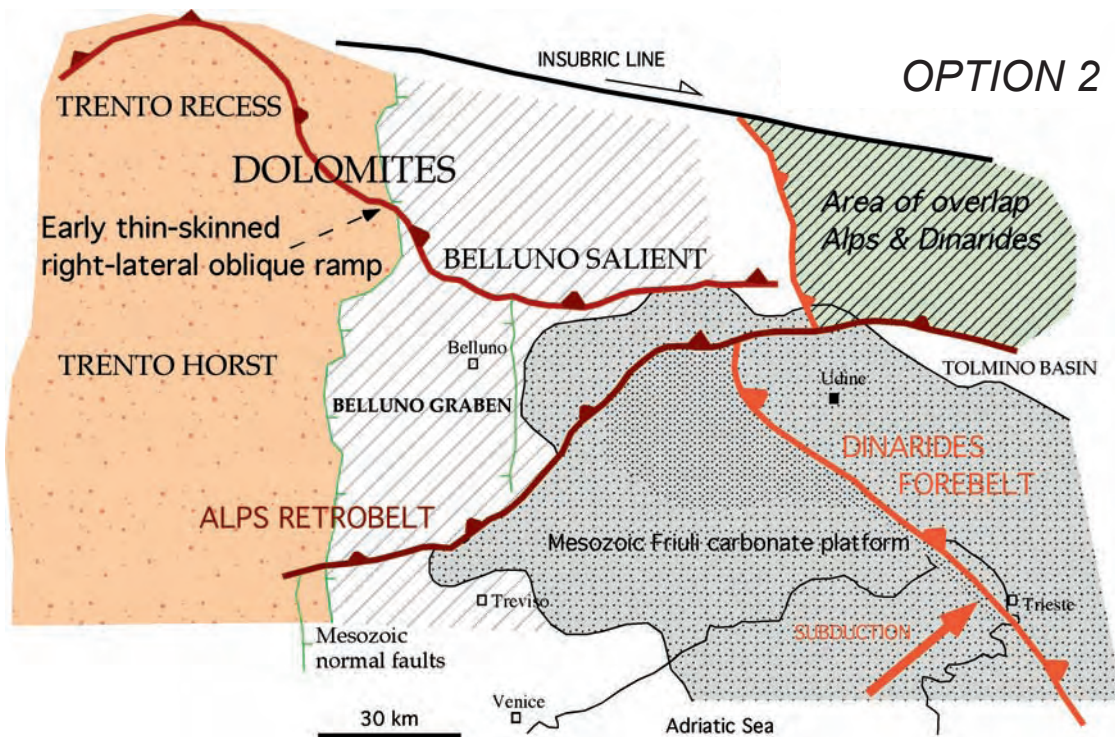 INSUBRIC LINE
OPTION 2
TRENTO RECESS
DOLOMITES
Early thin-skinned
right-lateral oblique ramp
BELLUNO SALIENT
Area of overlap
Alps & Dinarides
TRENTO HORST
Belluno
BELLUNO GRABEN
Udine
TOLMINO BASIN
DINARIDES
FOREBELT
ALPS RETROBELT
Mesozoic Friuli carbonate platform
Treviso
Trieste
SUBDUCTION
Mesozoic
normal faults
Venice
30 km
Adriatic Sea